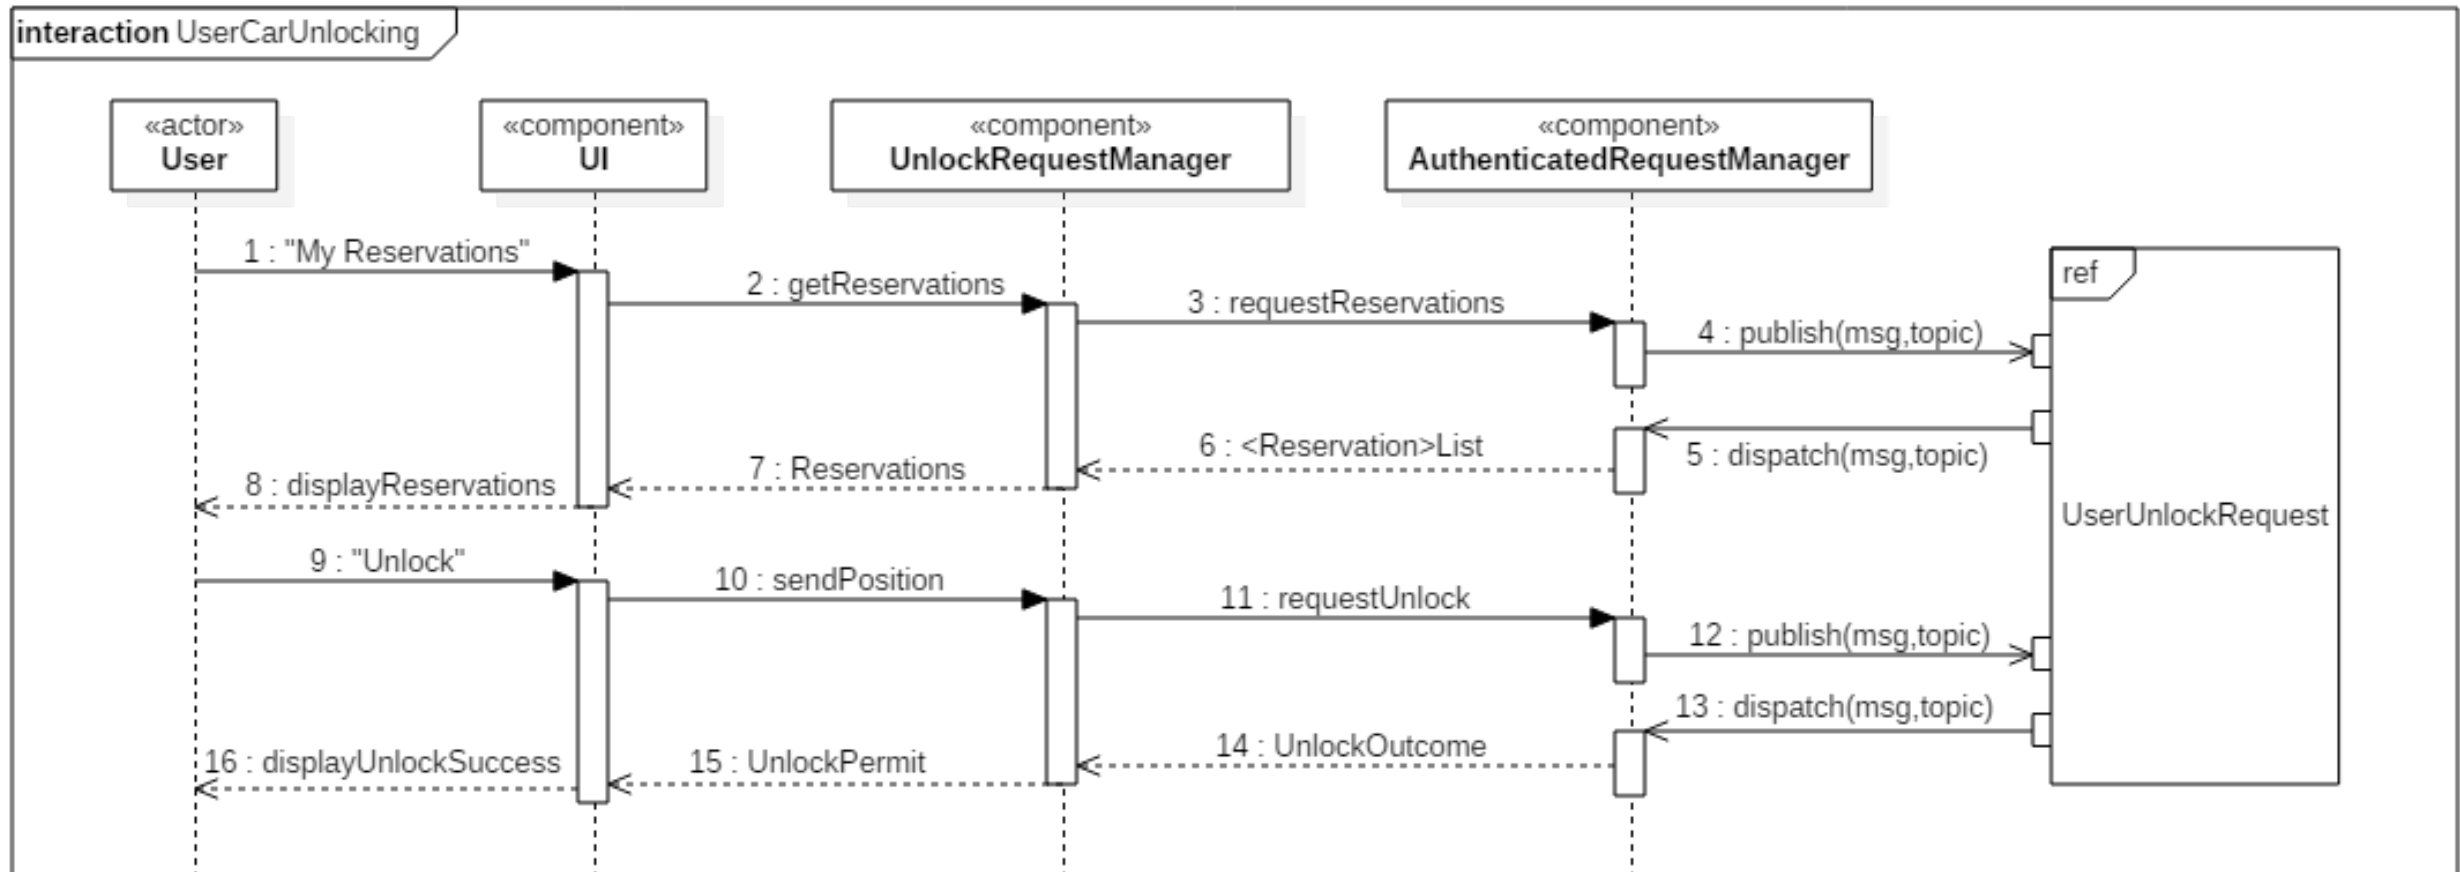 interaction UserCarUnlocking
«actor»
User
«component»
UI
«component»
UnlockRequestManager
«component»
AuthenticatedRequestManager
1 : "My Reservations"
2 : getReservations
3 : requestReservations
ref
4 : publish(msg,topic)
5 : dispatch(msg,topic)
6 : <Reservation>List
7 : Reservations
8 : displayReservations
UserUnlockRequest
9 : "Unlock"
10 : sendPosition
11 : requestUnlock
12 : publish(msg,topic)
13 : dispatch(msg,topic)
14 : UnlockOutcome
15 : UnlockPermit
16 : displayUnlockSuccess